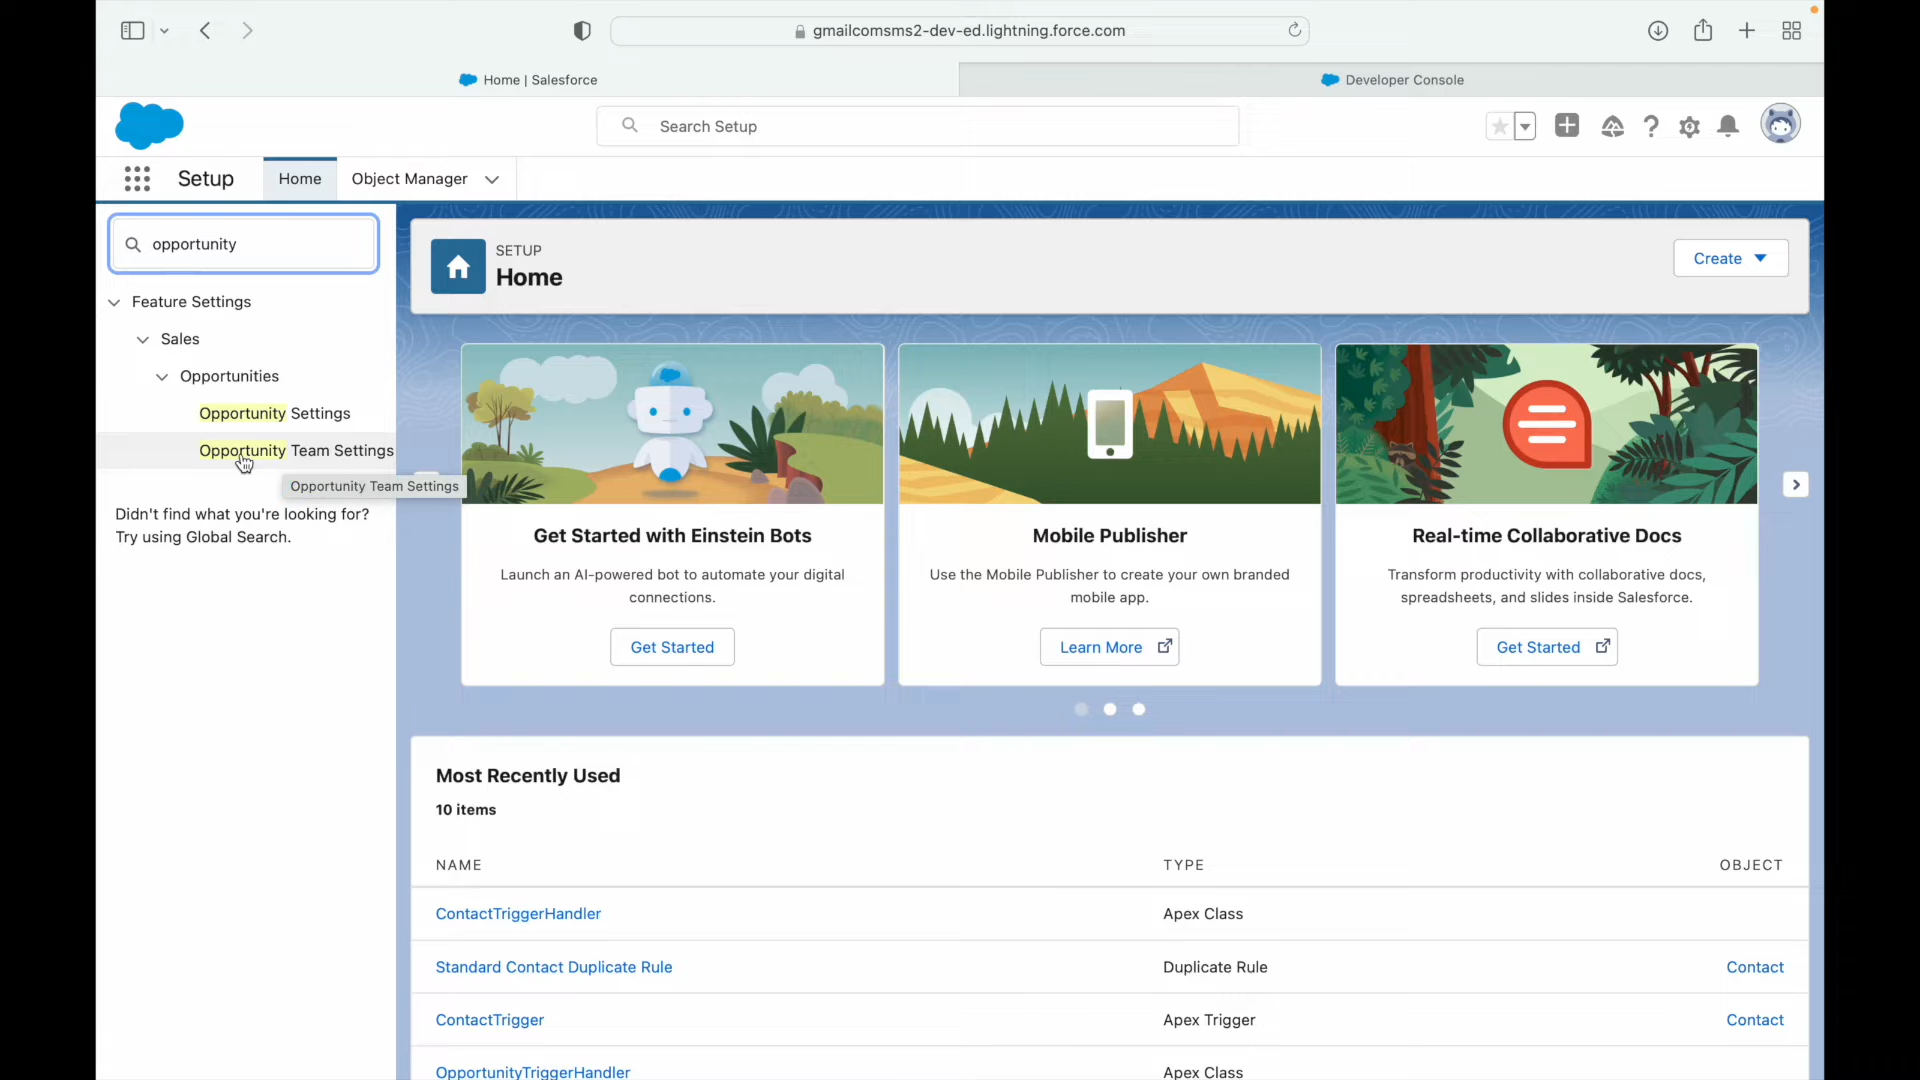 gmailcomsms2-dev-ed.lightning.force.com
Home | Salesforce
Developer Console
Search Setup
Setup
Home
Object Manager
opportunity
Feature Settings
Sales
Opportunities
Opportunity Settings
Opportunity Team Settings
Opportunity Team Settings
Didn't find what you're looking for?
Try using Global Search.
SETUP
Home
Create
Get Started with Einstein Bots
Launch an AI-powered bot to automate your digital
connections.
Get Started
Mobile Publisher
Use the Mobile Publisher to create your own branded
mobile app.
Learn More
Real-time Collaborative Docs
Transform productivity with collaborative docs,
spreadsheets, and slides inside Salesforce.
Get Started
Most Recently Used
10 items
NAME TYPE OBJECT
ContactTriggerHandler Apex Class
Standard Contact Duplicate Rule Duplicate Rule Contact
ContactTrigger Apex Trigger Contact
OpportunityTriggerHandler Apex Class